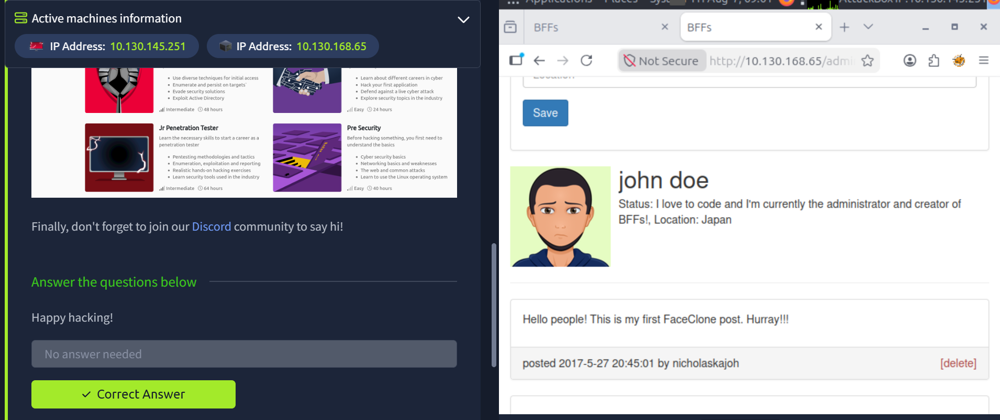 Active machines information
IP Address: 10.130.145.251
IP Address: 10.130.168.65
Use diverse techniques for initial access
Enumerate and persist on targets`
Evade security solutions
Exploit Active Directory
Intermediate 48 hours
Learn about different careers in cyber
Hack your first application
Defend against a live cyber attack
Explore security topics in the industry
Easy 24 hours
Jr Penetration Tester
Learn the necessary skills to start a career as a
penetration tester
Pentesting methodologies and tactics
Enumeration, exploitation and reporting
Realistic hands-on hacking exercises
Learn security tools used in the industry
Intermediate 64 hours
Pre Security
Before hacking something, you first need to
understand the basics
Cyber security basics
Networking basics and weaknesses
The web and common attacks
Learn to use the Linux operating system
Easy 40 hours
Finally, don't forget to join our Discord community to say hi!
Answer the questions below
Happy hacking!
No answer needed
Correct Answer
Applications Places
BFFs
BFFs
Not Secure http://10.130.168.65/admi
Location
Save
john doe
Status: I love to code and I'm currently the administrator and creator of
BFFs!, Location: Japan
Hello people! This is my first FaceClone post. Hurray!!!
posted 2017-5-27 20:45:01 by nicholaskajoh
[delete]